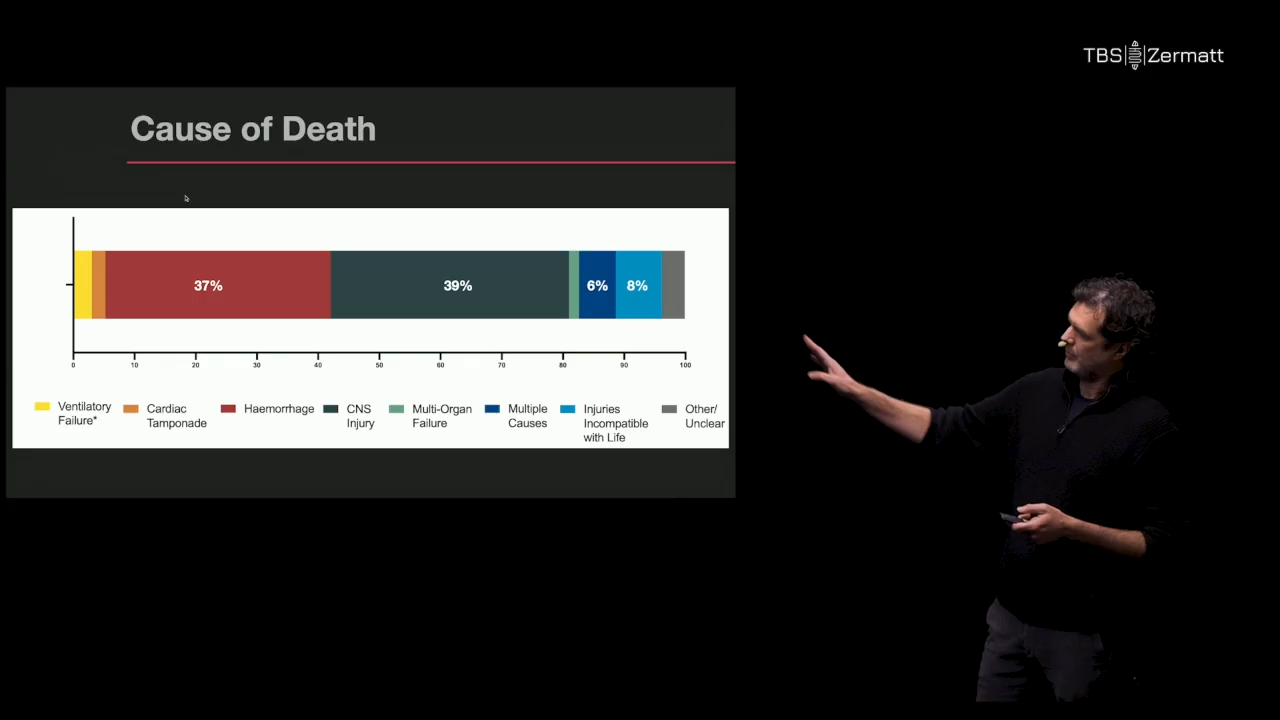 TBS Zermatt
Cause of Death
37%
39%
6%
8%
0 10 20 30 40 50 60 70 80 90 100
Ventilatory
Failure*
Cardiac
Tamponade
Haemorrhage
CNS
Injury
Multi-Organ
Failure
Multiple
Causes
Injuries
Incompatible
with Life
Other/
Unclear